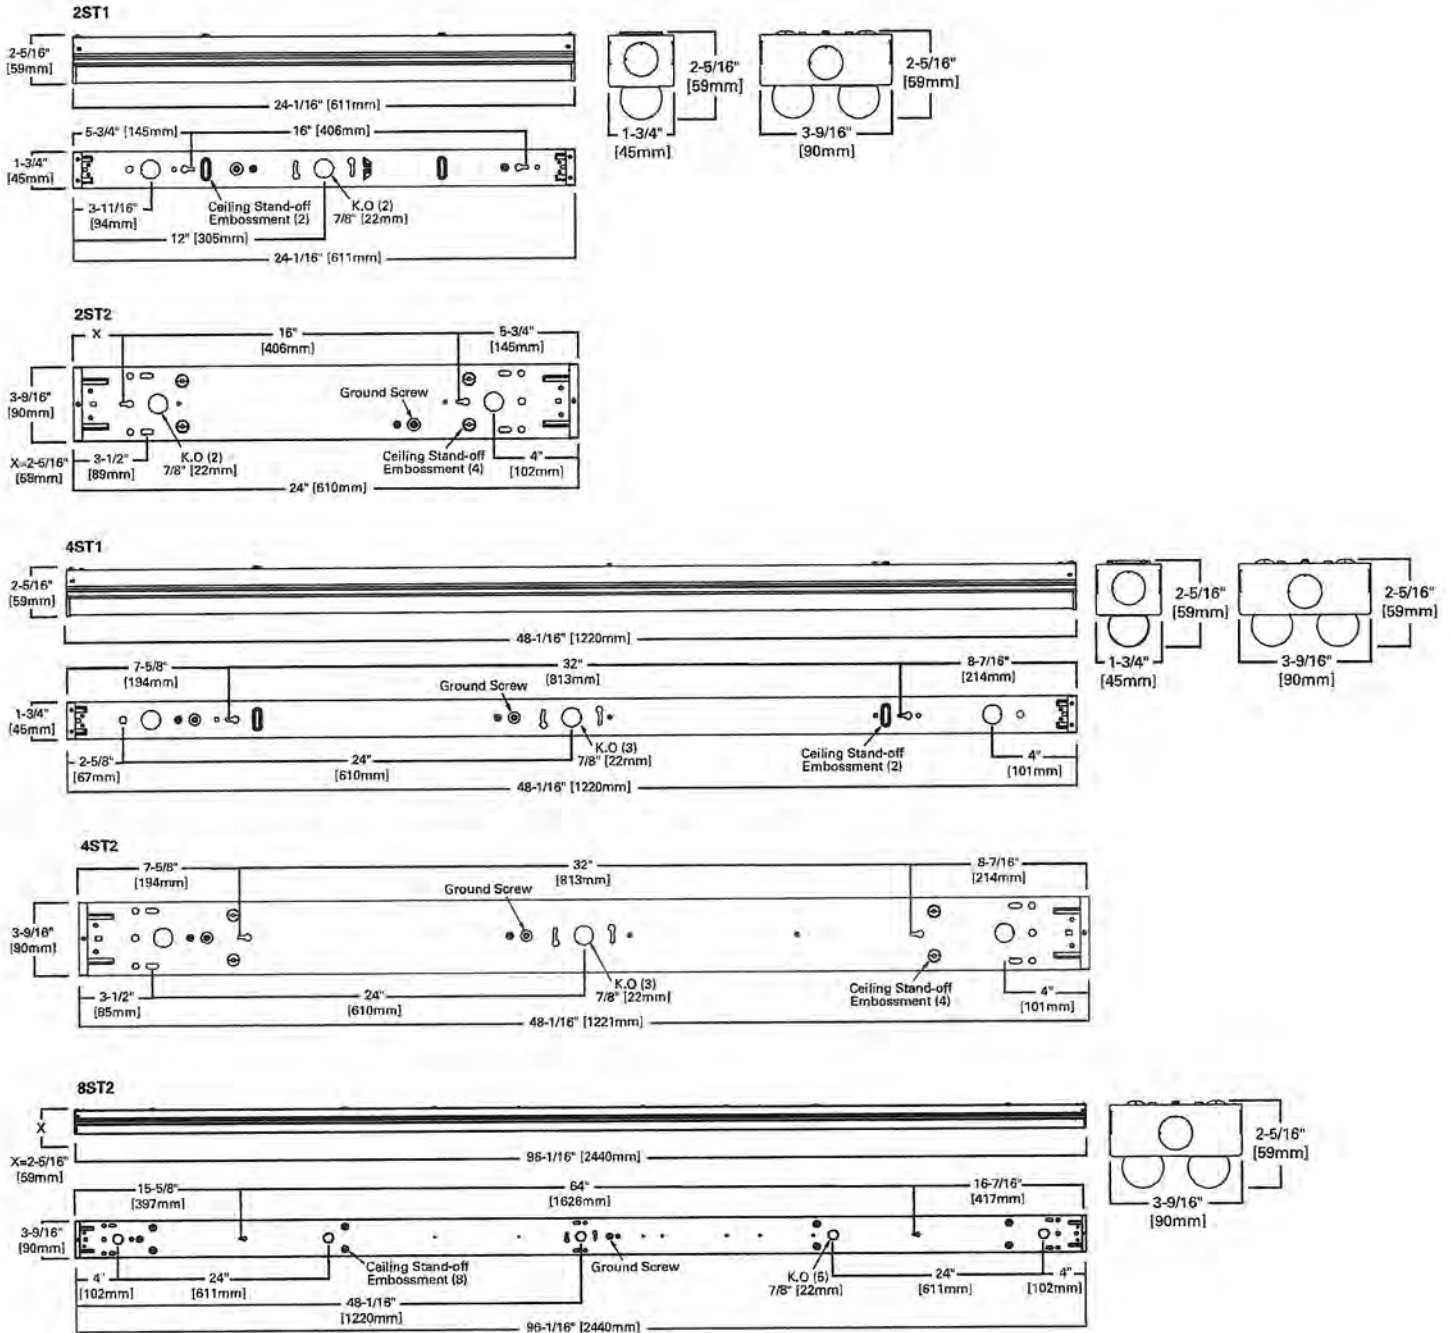 2ST1
2-5/16"
[59mm]
24-1/16" [611mm]
2-5/16"
[59mm]
1-3/4"
[45mm]
2-5/16"
[59mm]
3-9/16"
[90mm]
5-3/4" [145mm]
16" [406mm]
1-3/4"
[45mm]
3-11/16"
[94mm]
Ceiling Stand-off
Embossment (2)
K.O (2)
7/8" [22mm]
12" [305mm]
24-1/16" [611mm]
2ST2
X
16"
[406mm]
5-3/4"
[145mm]
3-9/16"
[90mm]
Ground Screw
X=2-5/16"
[58mm]
3-1/2"
[89mm]
K.O (2)
7/8" [22mm]
Ceiling Stand-off
Embossment (4)
4"
[102mm]
24" [610mm]
4ST1
2-5/16"
[59mm]
48-1/16" [1220mm]
2-5/16"
[59mm]
1-3/4"
[45mm]
2-5/16"
[59mm]
3-9/16"
[90mm]
7-5/8"
[194mm]
32"
[813mm]
8-7/16"
[214mm]
Ground Screw
1-3/4"
[45mm]
2-5/8"
[67mm]
24"
[610mm]
K.O (3)
7/8" [22mm]
Ceiling Stand-off
Embossment (2)
4"
[101mm]
48-1/16" [1220mm]
4ST2
7-5/8"
[194mm]
32"
[813mm]
8-7/16"
[214mm]
Ground Screw
3-9/16"
[90mm]
3-1/2"
[85mm]
24"
[610mm]
K.O (3)
7/8" [22mm]
Ceiling Stand-off
Embossment (4)
4"
[101mm]
48-1/16" [1221mm]
8ST2
X
X=2-5/16"
[59mm]
96-1/16" [2440mm]
2-5/16"
[59mm]
3-9/16"
[90mm]
15-5/8"
[397mm]
64"
[1626mm]
16-7/16"
[417mm]
3-9/16"
[90mm]
4"
[102mm]
24"
[611mm]
Ceiling Stand-off
Embossment (8)
Ground Screw
K.O (5)
7/8" [22mm]
24"
[611mm]
4"
[102mm]
48-1/16"
[1220mm]
96-1/16" [2440mm]